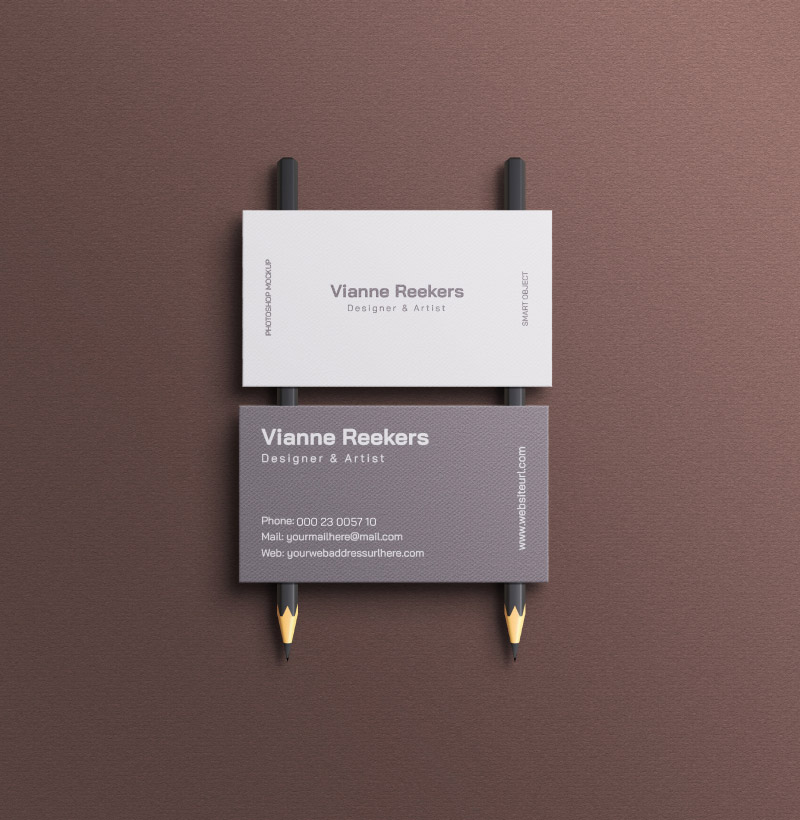 PHOTOSHOP MOCKUP
Vianne Reekers
Designer & Artist
SMART OBJECT
Vianne Reekers
Designer & Artist
Phone: 000 23 0057 10
Mail: yourmailhere@mail.com
Web: yourwebaddressurlhere.com
www.websiteurl.com